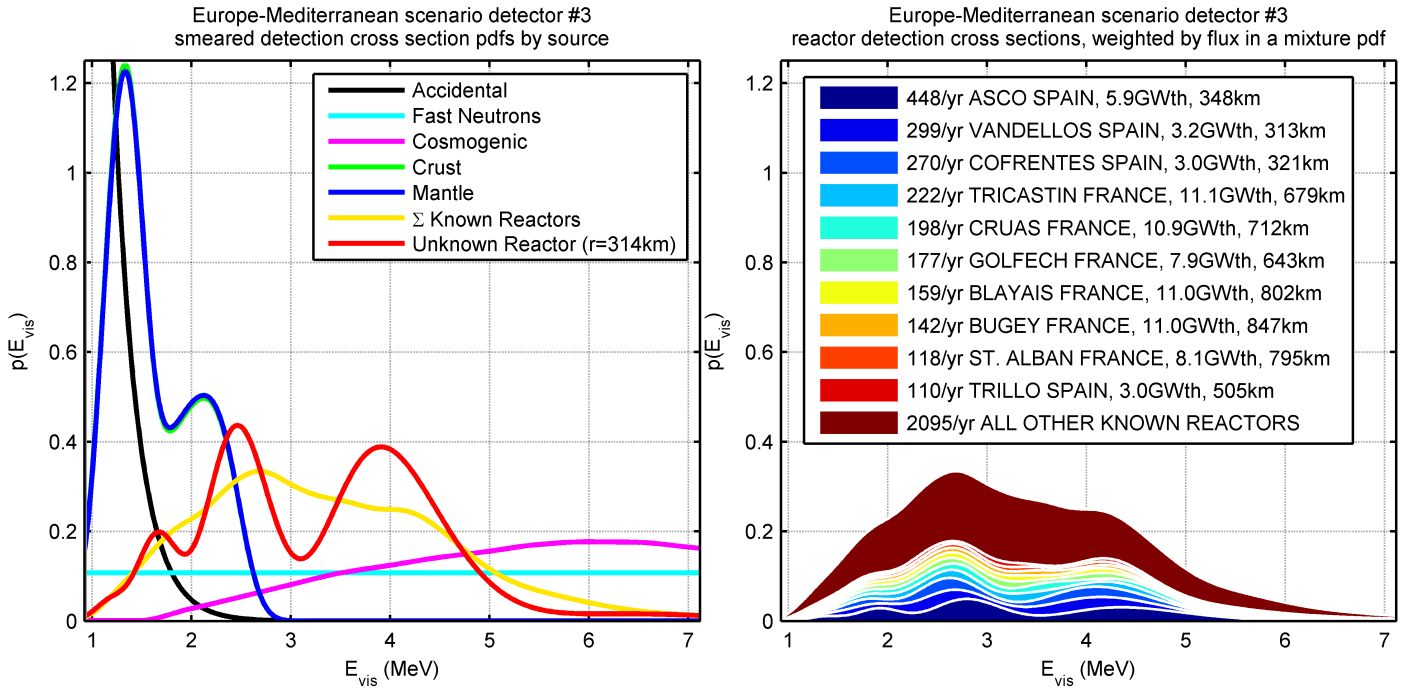 Europe-Mediterranean scenario detector #3
smeared detection cross section pdfs by source
1.2
1
0.8
0.6
0.4
0.2
0
p(E_vis)
Accidental
Fast Neutrons
Cosmogenic
Crust
Mantle
Σ Known Reactors
Unknown Reactor (r=314km)
1 2 3 4 5 6 7
E_vis (MeV)
Europe-Mediterranean scenario detector #3
reactor detection cross sections, weighted by flux in a mixture pdf
1.2
1
0.8
0.6
0.4
0.2
0
p(E_vis)
448/yr ASCO SPAIN, 5.9GWth, 348km
299/yr VANDELLOS SPAIN, 3.2GWth, 313km
270/yr COFRENTES SPAIN, 3.0GWth, 321km
222/yr TRICASTIN FRANCE, 11.1GWth, 679km
198/yr CRUAS FRANCE, 10.9GWth, 712km
177/yr GOLFECH FRANCE, 7.9GWth, 643km
159/yr BLAYAIS FRANCE, 11.0GWth, 802km
142/yr BUGEY FRANCE, 11.0GWth, 847km
118/yr ST. ALBAN FRANCE, 8.1GWth, 795km
110/yr TRILLO SPAIN, 3.0GWth, 505km
2095/yr ALL OTHER KNOWN REACTORS
1 2 3 4 5 6 7
E_vis (MeV)